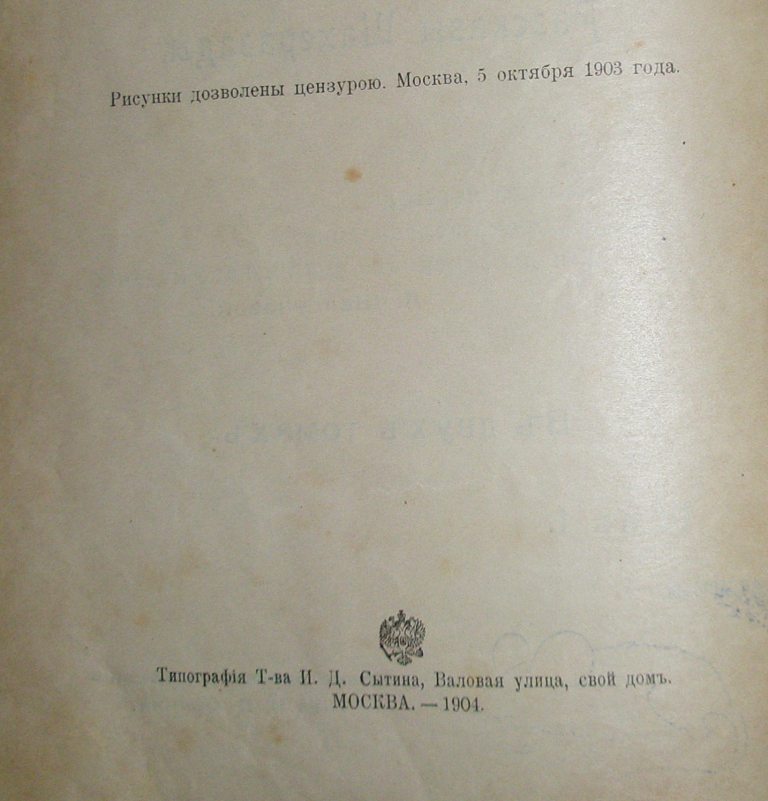 Рисунки дозволены цензурою. Москва, 5 октября 1903 года.
Типографія Т-ва И. Д. Сытина, Валовая улица, свой домъ.
МОСКВА. — 1904.